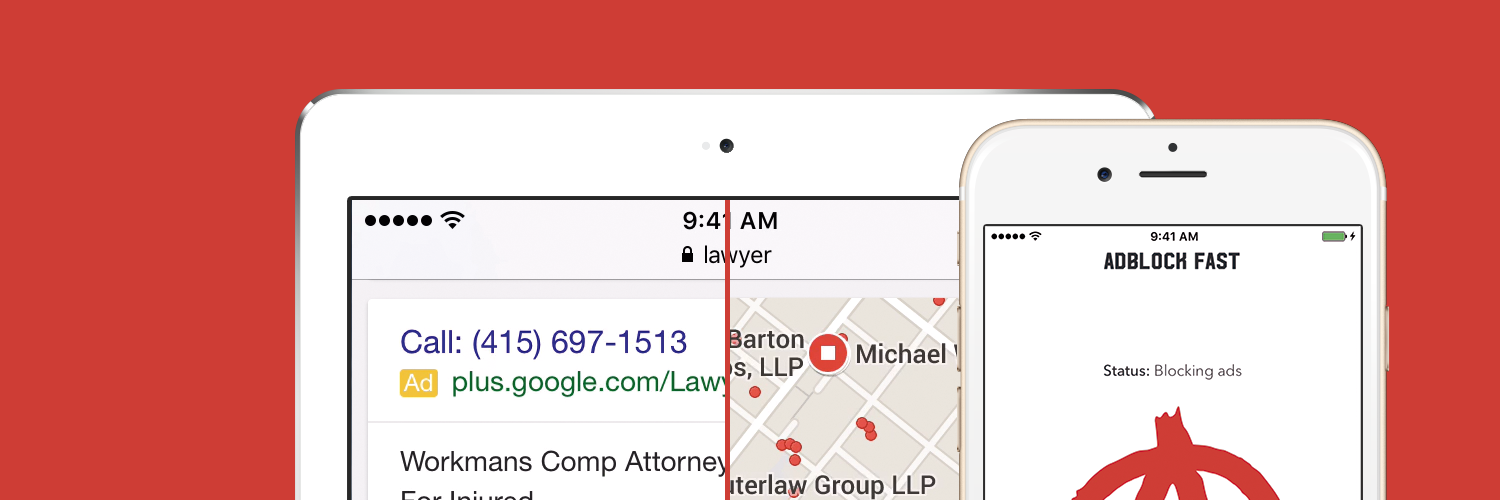 9:41 AM
lawyer
Call: (415) 697-1513
Ad plus.google.com/Lawy
Workmans Comp Attorney
For Injured
Barton
os, LLP
Michael
uterlaw Group LLP
9:41 AM
ADBLOCK FAST
Status: Blocking ads